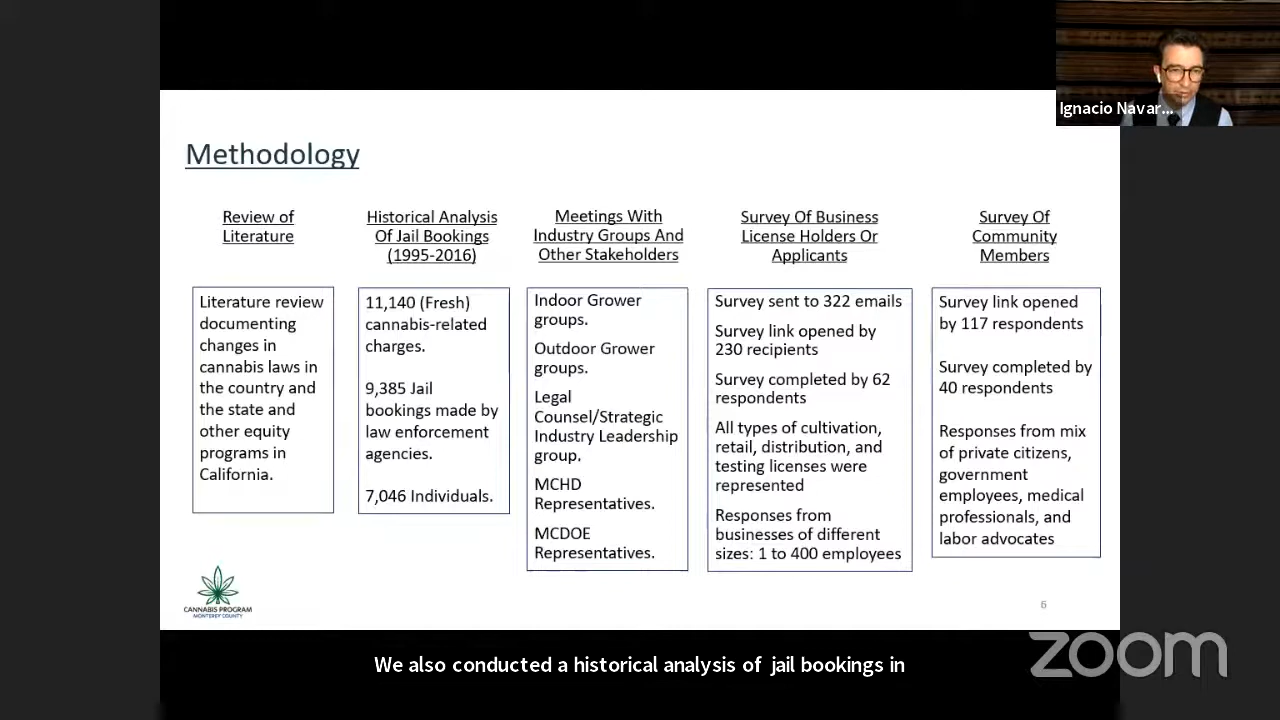 Ignacio Navar...
Methodology
Review of
Literature
Literature review
documenting
changes in
cannabis laws in
the country and
the state and
other equity
programs in
California.
Historical Analysis
Of Jail Bookings
(1995-2016)
11,140 (Fresh)
cannabis-related
charges.
9,385 Jail
bookings made by
law enforcement
agencies.
7,046 Individuals.
Meetings With
Industry Groups And
Other Stakeholders
Indoor Grower
groups.
Outdoor Grower
groups.
Legal
Counsel/Strategic
Industry Leadership
group.
MCHD
Representatives.
MCDOE
Representatives.
Survey Of Business
License Holders Or
Applicants
Survey sent to 322 emails
Survey link opened by
230 recipients
Survey completed by 62
respondents
All types of cultivation,
retail, distribution, and
testing licenses were
represented
Responses from
businesses of different
sizes: 1 to 400 employees
Survey Of
Community
Members
Survey link opened
by 117 respondents
Survey completed by
40 respondents
Responses from mix
of private citizens,
government
employees, medical
professionals, and
labor advocates
CANNABIS PROGRAM
MONTEREY COUNTY
6
zoom
We also conducted a historical analysis of jail bookings in